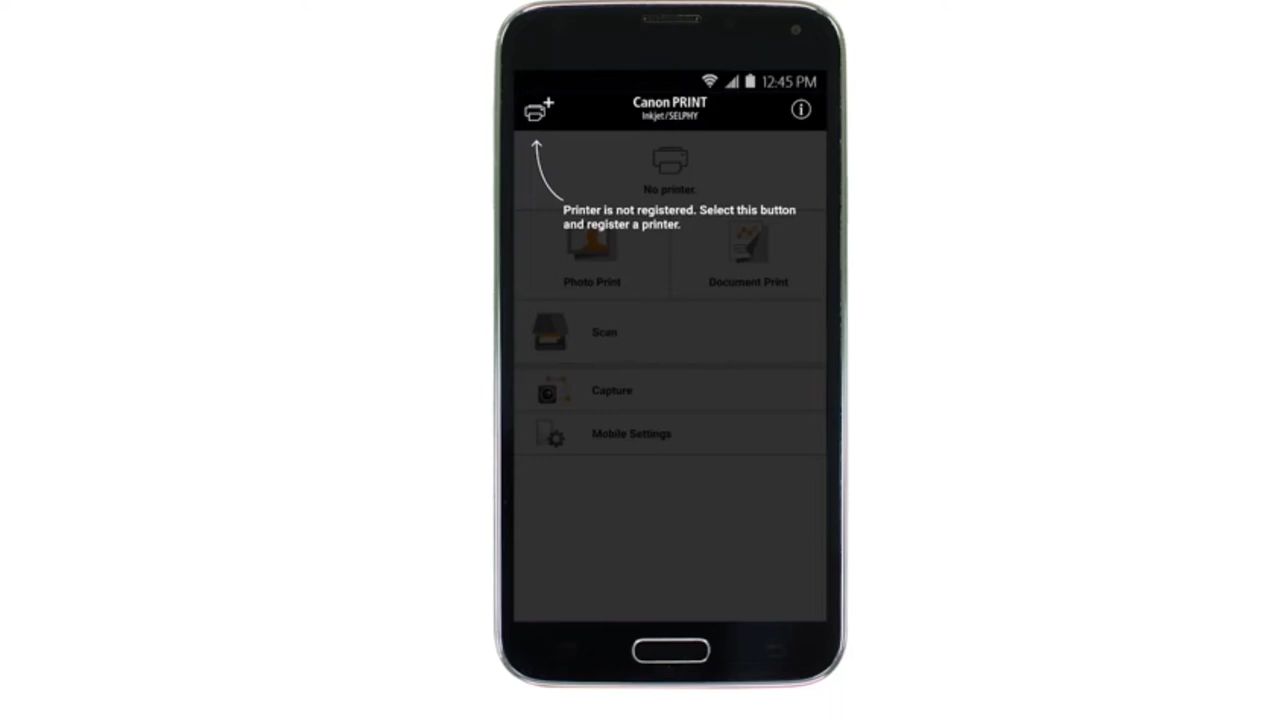 12:45 PM
Canon PRINT
Inkjet/SELPHY
No printer.
Printer is not registered. Select this button
and register a printer.
Photo Print
Document Print
Scan
Capture
Mobile Settings